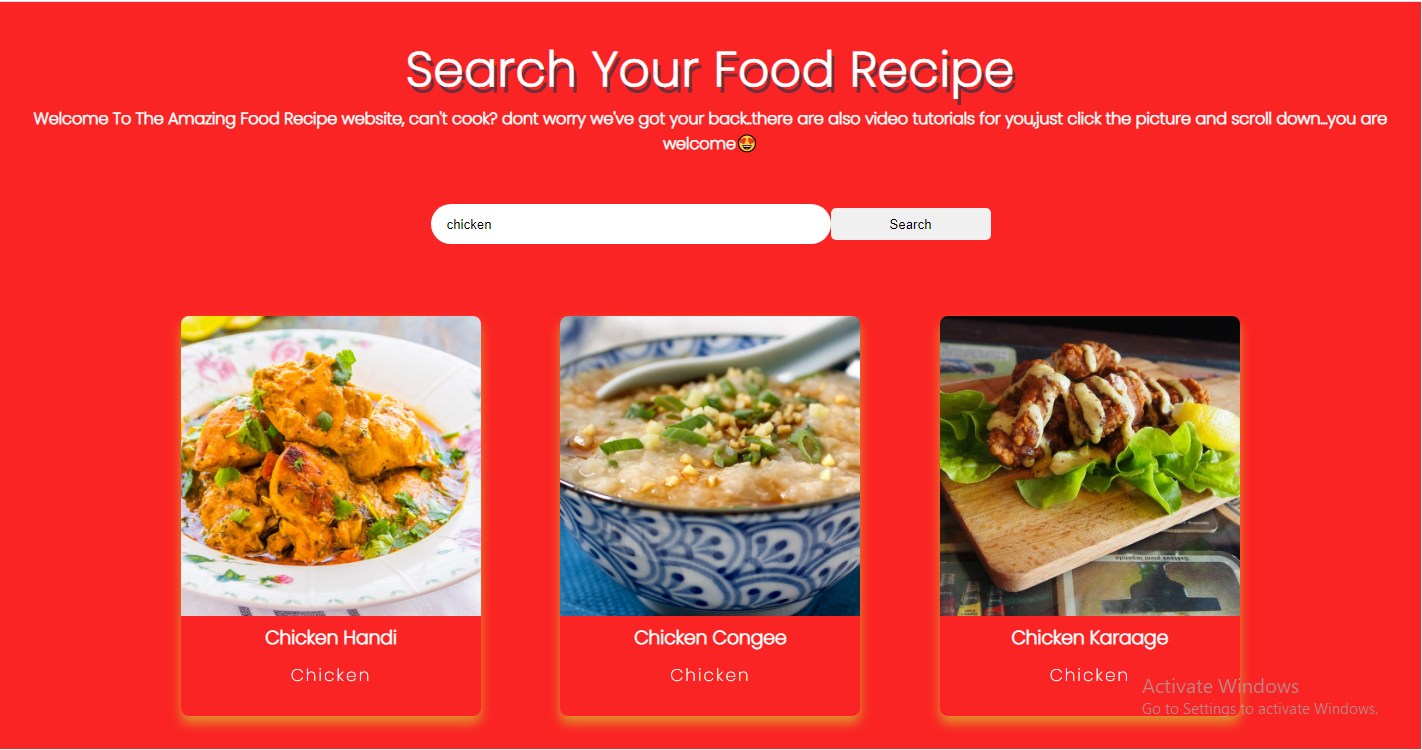 Search Your Food Recipe
Welcome To The Amazing Food Recipe website, can't cook? dont worry we've got your back..there are also video tutorials for you,just click the picture and scroll down...you are
welcome😍
chicken
Search
Chicken Handi
Chicken Congee
Chicken Karaage
Chicken
Chicken
Chicken
Activate Windows
Go to Settings to activate Windows.